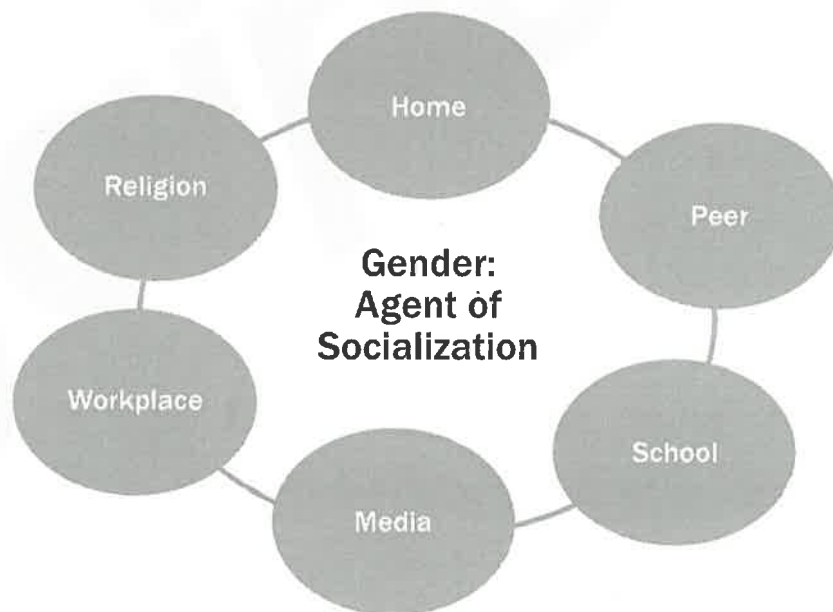 Home
Religion
Peer
Gender:
Agent of
Socialization
Workplace
School
Media